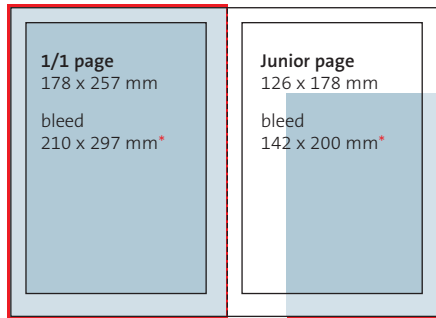 1/1 page
178 x 257 mm
bleed
210 x 297 mm*
Junior page
126 x 178 mm
bleed
142 x 200 mm*